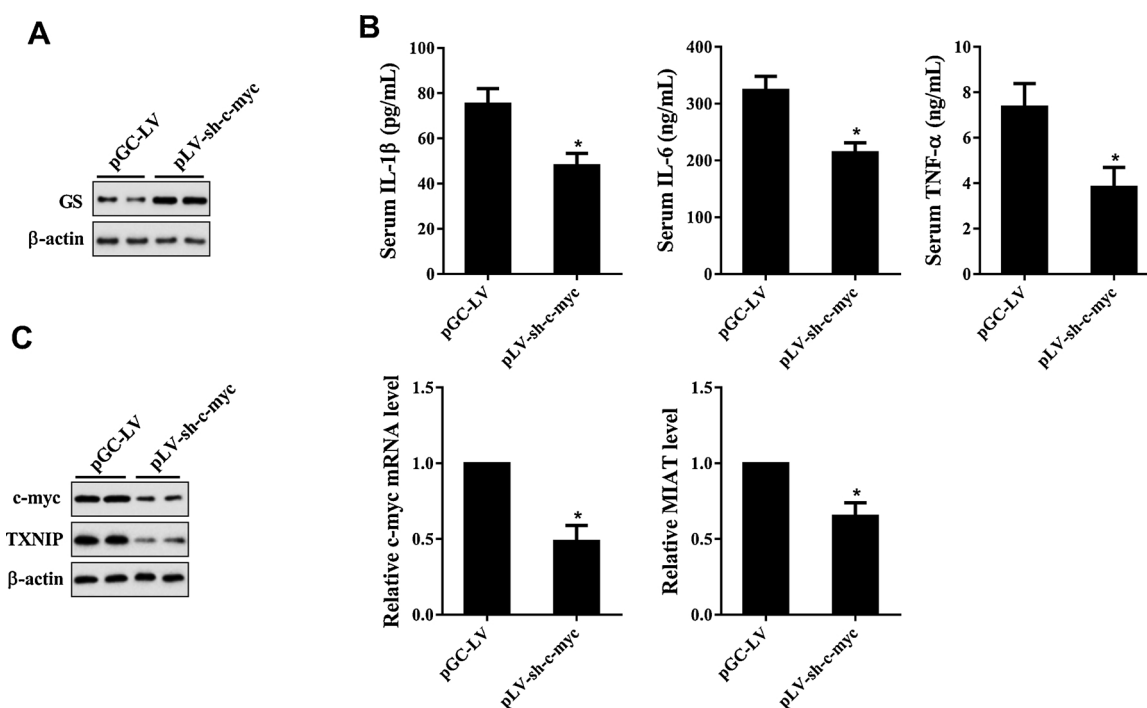 A
pGC-LV
pLV-sh-c-myc
GS
β-actin
B
Serum IL-1β (pg/mL)
100
80
60
40
20
0
pGC-LV
pLV-sh-c-myc
*
Serum IL-6 (ng/mL)
400
300
200
100
0
pGC-LV
pLV-sh-c-myc
*
Serum TNF-α (ng/mL)
10
8
6
4
2
0
pGC-LV
pLV-sh-c-myc
*
C
pGC-LV
pLV-sh-c-myc
c-myc
TXNIP
β-actin
Relative c-myc mRNA level
1.5
1.0
0.5
0.0
pGC-LV
pLV-sh-c-myc
*
Relative MIAT level
1.5
1.0
0.5
0.0
pGC-LV
pLV-sh-c-myc
*